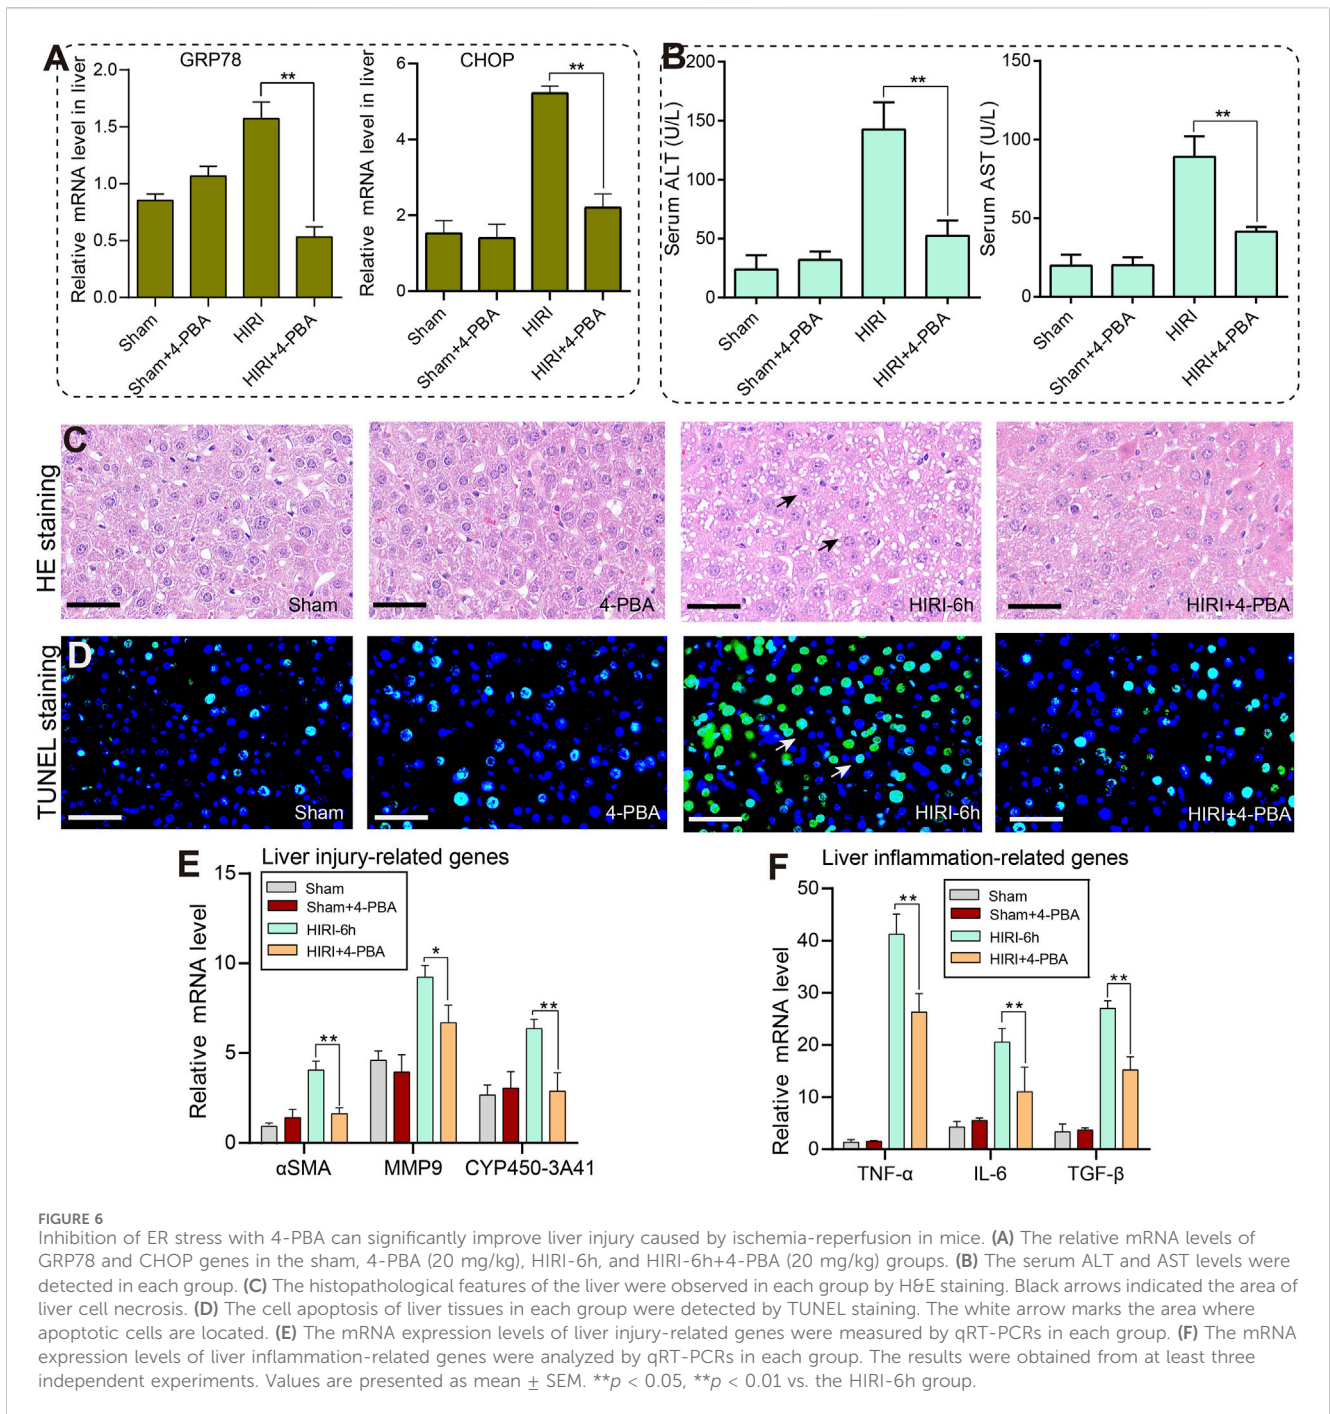 A
GRP78
Relative mRNA level in liver
2.0
1.5
1.0
0.5
0.0
**
Sham
Sham+4-PBA
HIRI
HIRI+4-PBA
CHOP
Relative mRNA level in liver
6
4
2
0
**
Sham
Sham+4-PBA
HIRI
HIRI+4-PBA
B
Serum ALT (U/L)
200
150
100
50
0
**
Sham
Sham+4-PBA
HIRI
HIRI+4-PBA
Serum AST (U/L)
150
100
50
0
**
Sham
Sham+4-PBA
HIRI
HIRI+4-PBA
C
HE staining
Sham
4-PBA
HIRI-6h
HIRI+4-PBA
D
TUNEL staining
Sham
4-PBA
HIRI-6h
HIRI+4-PBA
E
Liver injury-related genes
Relative mRNA level
15
10
5
0
Sham
Sham+4-PBA
HIRI-6h
HIRI+4-PBA
**
*
**
αSMA
MMP9
CYP450-3A41
F
Liver inflammation-related genes
Relative mRNA level
50
40
30
20
10
0
Sham
Sham+4-PBA
HIRI-6h
HIRI+4-PBA
**
**
**
TNF-α
IL-6
TGF-β
FIGURE 6
Inhibition of ER stress with 4-PBA can significantly improve liver injury caused by ischemia-reperfusion in mice. (A) The relative mRNA levels of
GRP78 and CHOP genes in the sham, 4-PBA (20 mg/kg), HIRI-6h, and HIRI-6h+4-PBA (20 mg/kg) groups. (B) The serum ALT and AST levels were
detected in each group. (C) The histopathological features of the liver were observed in each group by H&E staining. Black arrows indicated the area of
liver cell necrosis. (D) The cell apoptosis of liver tissues in each group were detected by TUNEL staining. The white arrow marks the area where
apoptotic cells are located. (E) The mRNA expression levels of liver injury-related genes were measured by qRT-PCRs in each group. (F) The mRNA
expression levels of liver inflammation-related genes were analyzed by qRT-PCRs in each group. The results were obtained from at least three
independent experiments. Values are presented as mean ± SEM. **p < 0.05, **p < 0.01 vs. the HIRI-6h group.